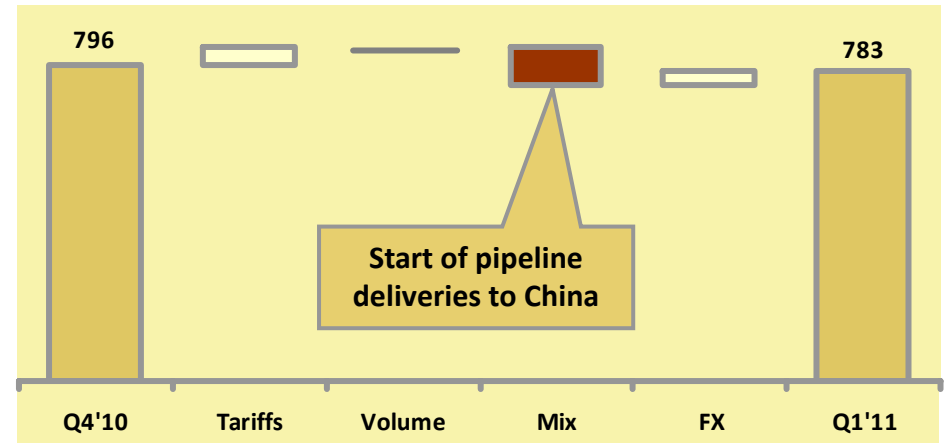 796
783
Start of pipeline
deliveries to China
Q4'10 Tariffs Volume Mix FX Q1'11